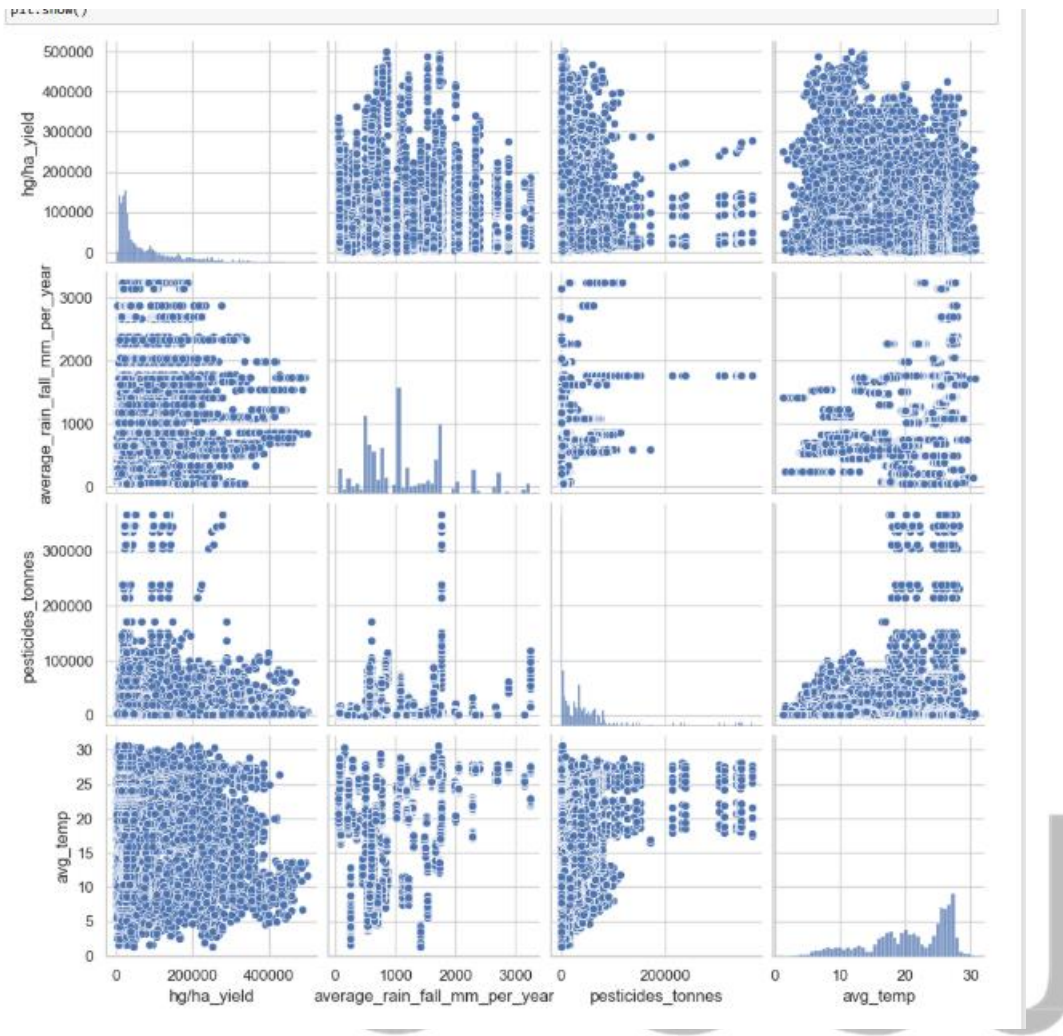 plt.show()
hg/ha_yield
500000
400000
300000
200000
100000
0
average_rain_fall_mm_per_year
3000
2000
1000
0
pesticides_tonnes
300000
200000
100000
0
avg_temp
30
25
20
15
10
5
0
0 200000 400000
0 1000 2000 3000
0 200000
0 10 20 30
hg/ha_yield
average_rain_fall_mm_per_year
pesticides_tonnes
avg_temp